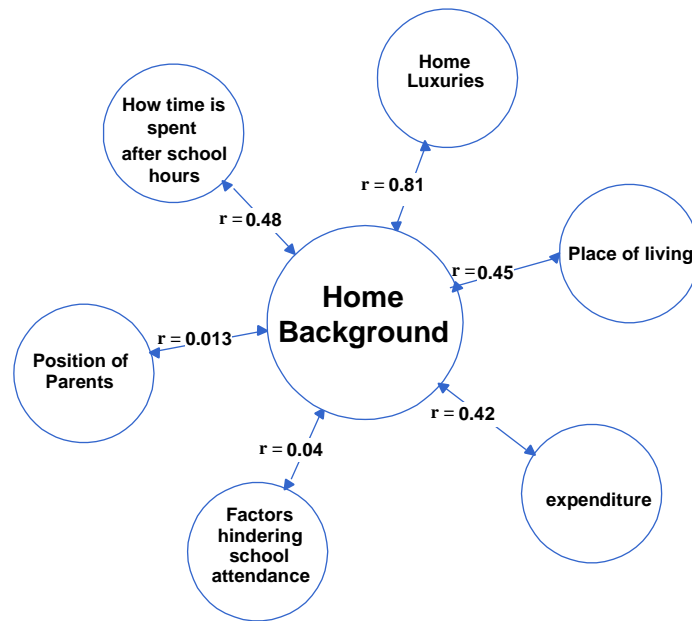 Home
Luxuries
How time is
spent
after school
hours
r = 0.81
r = 0.48
Place of living
r = 0.45
Home
Background
r = 0.013
Position of
Parents
r = 0.42
r = 0.04
expenditure
Factors
hindering
school
attendance